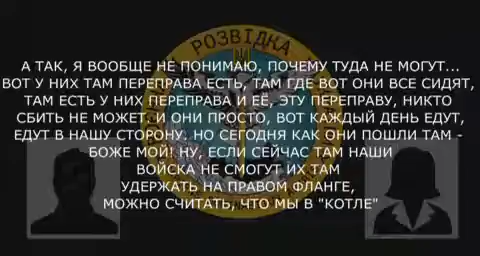 РОЗВІДКА
А ТАК, Я ВООБЩЕ НЕ ПОНИМАЮ, ПОЧЕМУ ТУДА НЕ МОГУТ...
ВОТ У НИХ ТАМ ПЕРЕПРАВА ЕСТЬ, ТАМ ГДЕ ВОТ ОНИ ВСЕ СИДЯТ,
ТАМ ЕСТЬ У НИХ ПЕРЕПРАВА И ЕЁ, ЭТУ ПЕРЕПРАВУ, НИКТО
СБИТЬ НЕ МОЖЕТ, И ОНИ ПРОСТО, ВОТ КАЖДЫЙ ДЕНЬ ЕДУТ,
ЕДУТ В НАШУ СТОРОНУ. НО СЕГОДНЯ КАК ОНИ ПОШЛИ ТАМ -
БОЖЕ МОЙ! НУ, ЕСЛИ СЕЙЧАС ТАМ НАШИ
ВОЙСКА НЕ СМОГУТ ИХ ТАМ
УДЕРЖАТЬ НА ПРАВОМ ФЛАНГЕ,
МОЖНО СЧИТАТЬ, ЧТО МЫ В "КОТЛЕ"